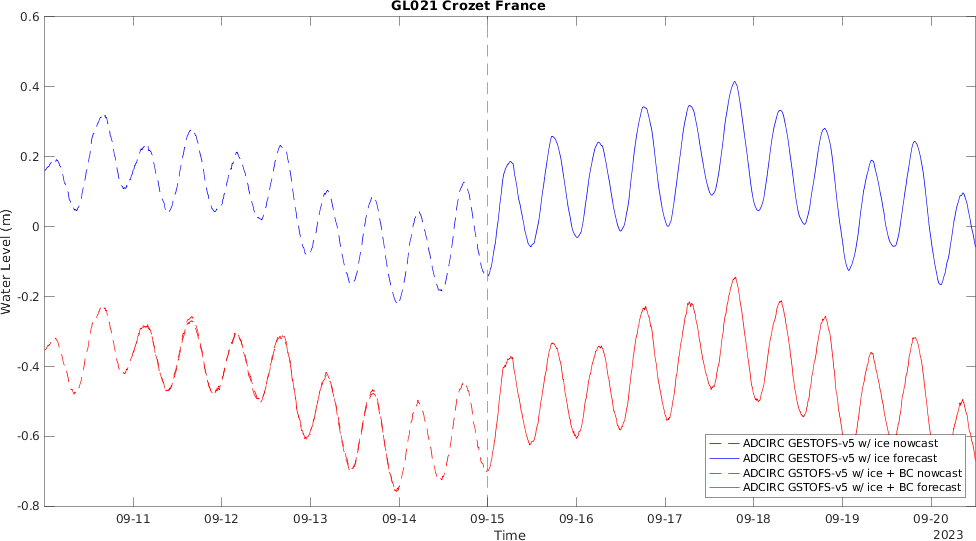 GL021 Crozet France
Water Level (m)
0.6
0.4
0.2
0
-0.2
-0.4
-0.6
-0.8
09-11 09-12 09-13 09-14 09-15 09-16 09-17 09-18 09-19 09-20
Time
2023
ADCIRC GESTOFS-v5 w/ ice nowcast
ADCIRC GESTOFS-v5 w/ ice forecast
ADCIRC GSTOFS-v5 w/ ice + BC nowcast
ADCIRC GSTOFS-v5 w/ ice + BC forecast